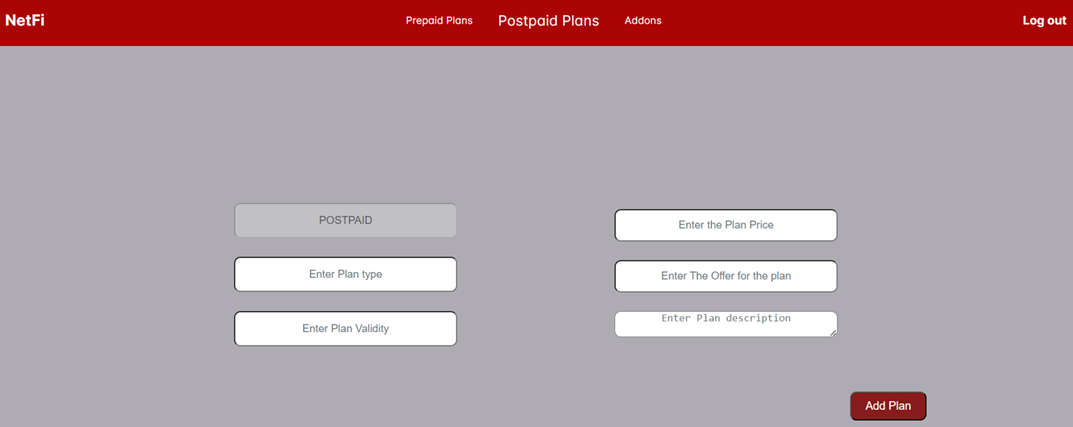 NetFi
Prepaid Plans
Postpaid Plans
Addons
Log out
POSTPAID
Enter Plan type
Enter Plan Validity
Enter the Plan Price
Enter The Offer for the plan
Enter Plan description
Add Plan